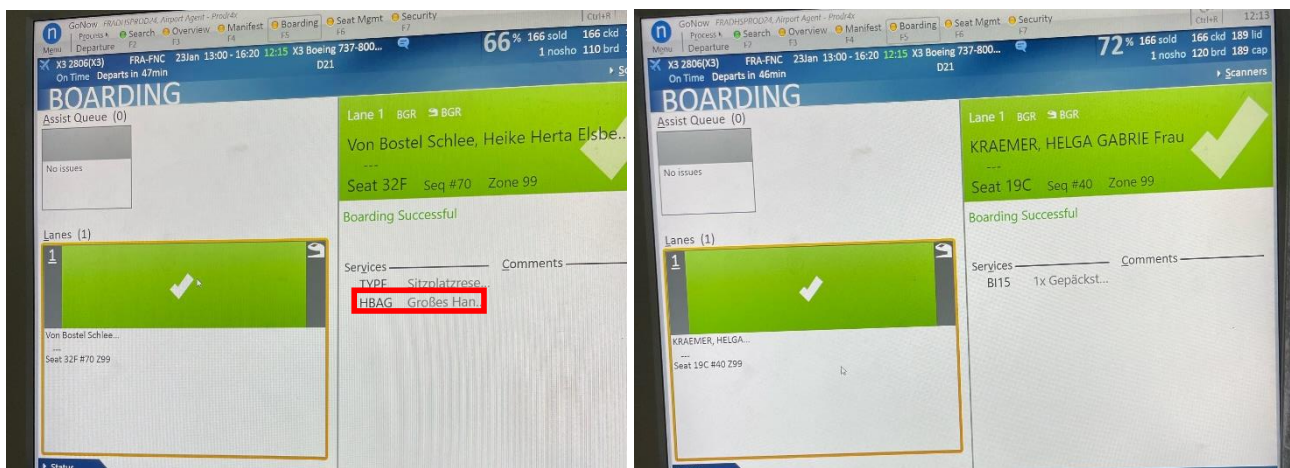 GoNow FRADHSPROD24, Airport Agent - Prodr4x
Ctrl+R
n
Menu
Process
Departure
Search
F2
Overview
F3
Manifest
F4
Boarding
F5
Seat Mgmt
F6
Security
F7
X3 2806(X3) FRA-FNC 23Jan 13:00 - 16:20 12:15 X3 Boeing 737-800...
D21
On Time Departs in 47min
66% 166 sold 166 ckd
1 nosho 110 brd
BOARDING
Assist Queue (0)
No issues
Lanes (1)
1
Von Bostel Schlee...
---
Seat 32F #70 Z99
Status
Lane 1 BGR BGR
Von Bostel Schlee, Heike Herta Elsbe..
---
Seat 32F Seq #70 Zone 99
Boarding Successful
Services
Comments
TYPE Sitzplatzrese...
HBAG Großes Han...
GoNow FRADHSPROD24, Airport Agent - Prodr4x
Ctrl+R
12:13
n
Menu
Process
Departure
Search
F2
Overview
F3
Manifest
F4
Boarding
F5
Seat Mgmt
F6
Security
F7
X3 2806(X3) FRA-FNC 23Jan 13:00 - 16:20 12:15 X3 Boeing 737-800...
D21
On Time Departs in 46min
72% 166 sold 166 ckd 189 lid
1 nosho 120 brd 189 cap
Scanners
BOARDING
Assist Queue (0)
No issues
Lanes (1)
1
KRAEMER, HELGA...
---
Seat 19C #40 Z99
Lane 1 BGR BGR
KRAEMER, HELGA GABRIE Frau
---
Seat 19C Seq #40 Zone 99
Boarding Successful
Services
Comments
BI15 1x Gepäckst...